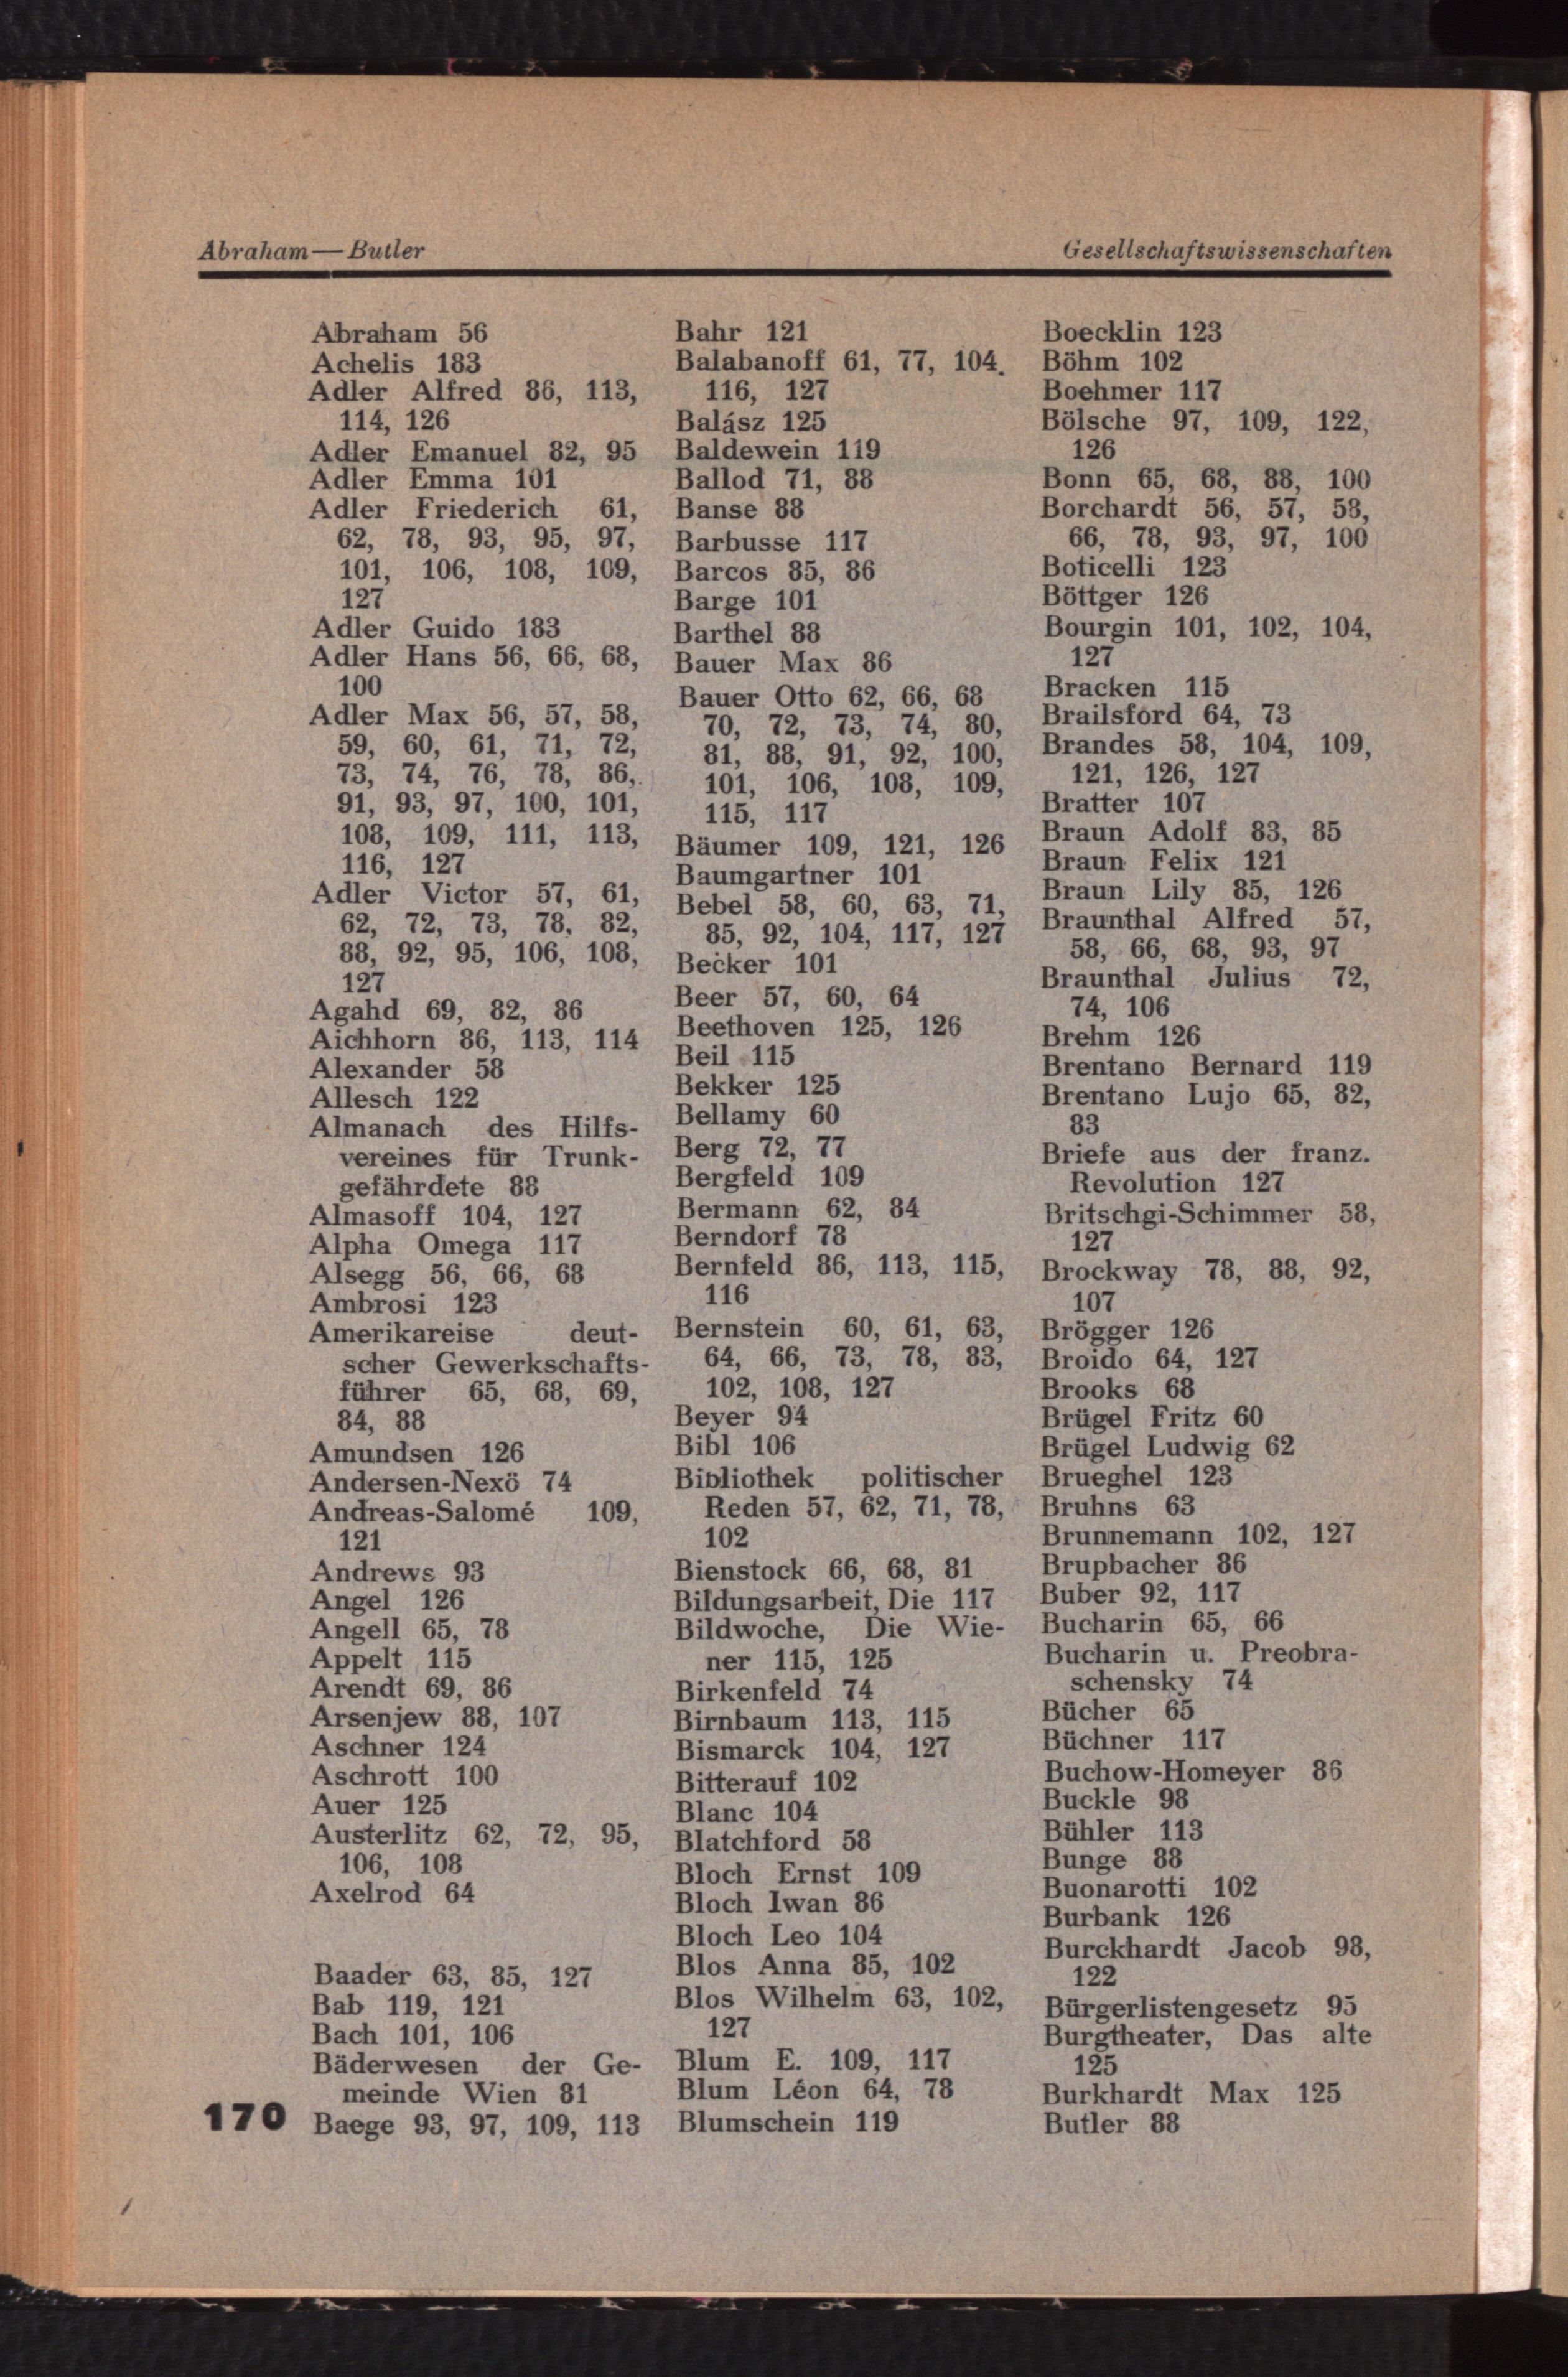 Abraham — Butler
Gesellschaftswissenschaften
Abraham 56
Achelis 183
Adler Alfred 86, 113,
114, 126
Adler Emanuel 82, 95
Adler Emma 101
Adler Friederich 61,
62, 78, 93, 95, 97,
101, 106, 108, 109,
127
Adler Guido 183
Adler Hans 56, 66, 68,
100
Adler Max 56, 57, 58,
59, 60, 61, 71, 72,
73, 74, 76, 78, 86,
91, 93, 97, 100, 101,
108, 109, 111, 113,
116, 127
Adler Victor 57, 61,
62, 72, 73, 78, 82,
88, 92, 95, 106, 108,
127
Agahd 69, 82, 86
Aichhorn 86, 113, 114
Alexander 58
Allesch 122
Almanach des Hilfs-
vereines für Trunk-
gefährdete 88
Almasoff 104, 127
Alpha Omega 117
Alsegg 56, 66, 68
Ambrosi 123
Amerikareise deut-
scher Gewerkschafts-
führer 65, 68, 69,
84, 88
Amundsen 126
Andersen-Nexö 74
Andreas-Salomé 109,
121
Andrews 93
Angel 126
Angell 65, 78
Appelt 115
Arendt 69, 86
Arsenjew 88, 107
Aschner 124
Aschrott 100
Auer 125
Austerlitz 62, 72, 95,
106, 108
Axelrod 64
Baader 63, 85, 127
Bab 119, 121
Bach 101, 106
Bäderwesen der Ge-
meinde Wien 81
Baege 93, 97, 109, 113
Bahr 121
Balabanoff 61, 77, 104.
116, 127
Balász 125
Baldewein 119
Ballod 71, 88
Banse 88
Barbusse 117
Barcos 85, 86
Barge 101
Barthel 88
Bauer Max 86
Bauer Otto 62, 66, 68
70, 72, 73, 74, 80,
81, 88, 91, 92, 100,
101, 106, 108, 109,
115, 117
Bäumer 109, 121, 126
Baumgartner 101
Bebel 58, 60, 63, 71,
85, 92, 104, 117, 127
Becker 101
Beer 57, 60, 64
Beethoven 125, 126
Beil 115
Bekker 125
Bellamy 60
Berg 72, 77
Bergfeld 109
Bermann 62, 84
Berndorf 78
Bernfeld 86, 113, 115,
116
Bernstein 60, 61, 63,
64, 66, 73, 78, 83,
102, 108, 127
Beyer 94
Bibl 106
Bibliothek politischer
Reden 57, 62, 71, 78,
102
Bienstock 66, 68, 81
Bildungsarbeit, Die 117
Bildwoche, Die Wie-
ner 115, 125
Birkenfeld 74
Birnbaum 113, 115
Bismarck 104, 127
Bitterauf 102
Blanc 104
Blatchford 58
Bloch Ernst 109
Bloch Iwan 86
Bloch Leo 104
Blos Anna 85, 102
Blos Wilhelm 63, 102,
127
Blum E. 109, 117
Blum Léon 64, 78
Blumschein 119
Boecklin 123
Böhm 102
Boehmer 117
Bölsche 97, 109, 122,
126
Bonn 65, 68, 88, 100
Borchardt 56, 57, 58,
66, 78, 93, 97, 100
Boticelli 123
Böttger 126
Bourgin 101, 102, 104,
127
Bracken 115
Brailsford 64, 73
Brandes 58, 104, 109,
121, 126, 127
Bratter 107
Braun Adolf 83, 85
Braun Felix 121
Braun Lily 85, 126
Braunthal Alfred 57,
58, 66, 68, 93, 97
Braunthal Julius 72,
74, 106
Brehm 126
Brentano Bernard 119
Brentano Lujo 65, 82,
83
Briefe aus der franz.
Revolution 127
Britschgi-Schimmer 58,
127
Brockway 78, 88, 92,
107
Brögger 126
Broido 64, 127
Brooks 68
Brügel Fritz 60
Brügel Ludwig 62
Brueghel 123
Bruhns 63
Brunnemann 102, 127
Brupbacher 86
Buber 92, 117
Bucharin 65, 66
Bucharin u. Preobra-
schensky 74
Bücher 65
Büchner 117
Buchow-Homeyer 86
Buckle 98
Bühler 113
Bunge 88
Buonarotti 102
Burbank 126
Burckhardt Jacob 98,
122
Bürgerlistengesetz 95
Burgtheater, Das alte
125
Burkhardt Max 125
Butler 88
170